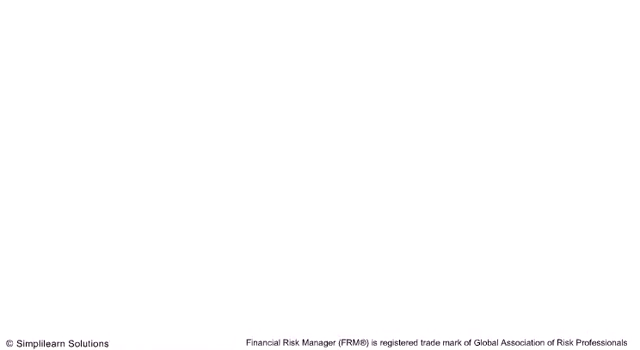 © Simplilearn Solutions
Financial Risk Manager (FRM®) is registered trade mark of Global Association of Risk Professionals